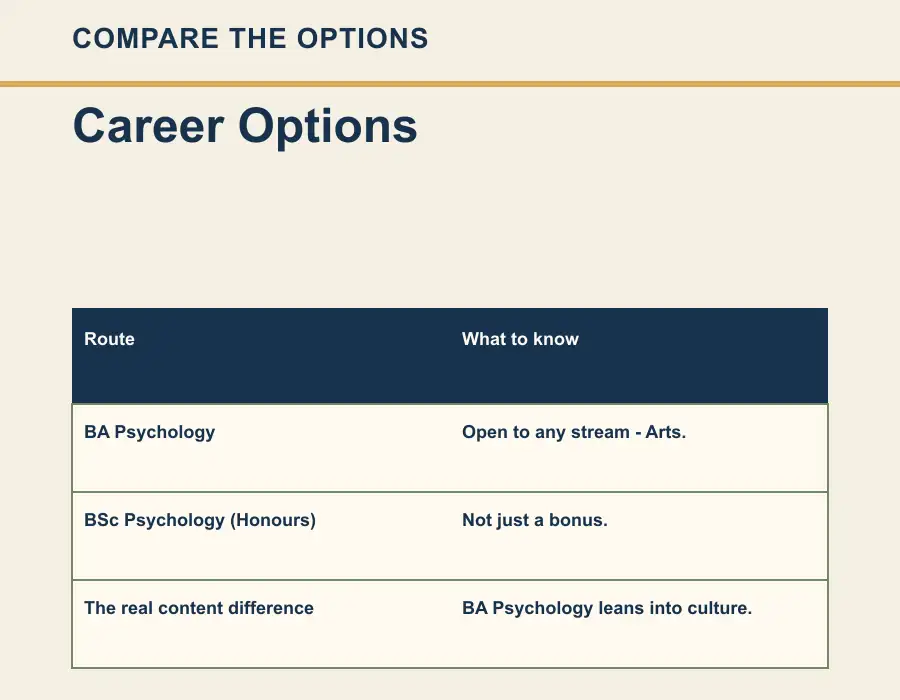 COMPARE THE OPTIONS
Career Options
Route What to know
BA Psychology Open to any stream - Arts.
BSc Psychology (Honours) Not just a bonus.
The real content difference BA Psychology leans into culture.